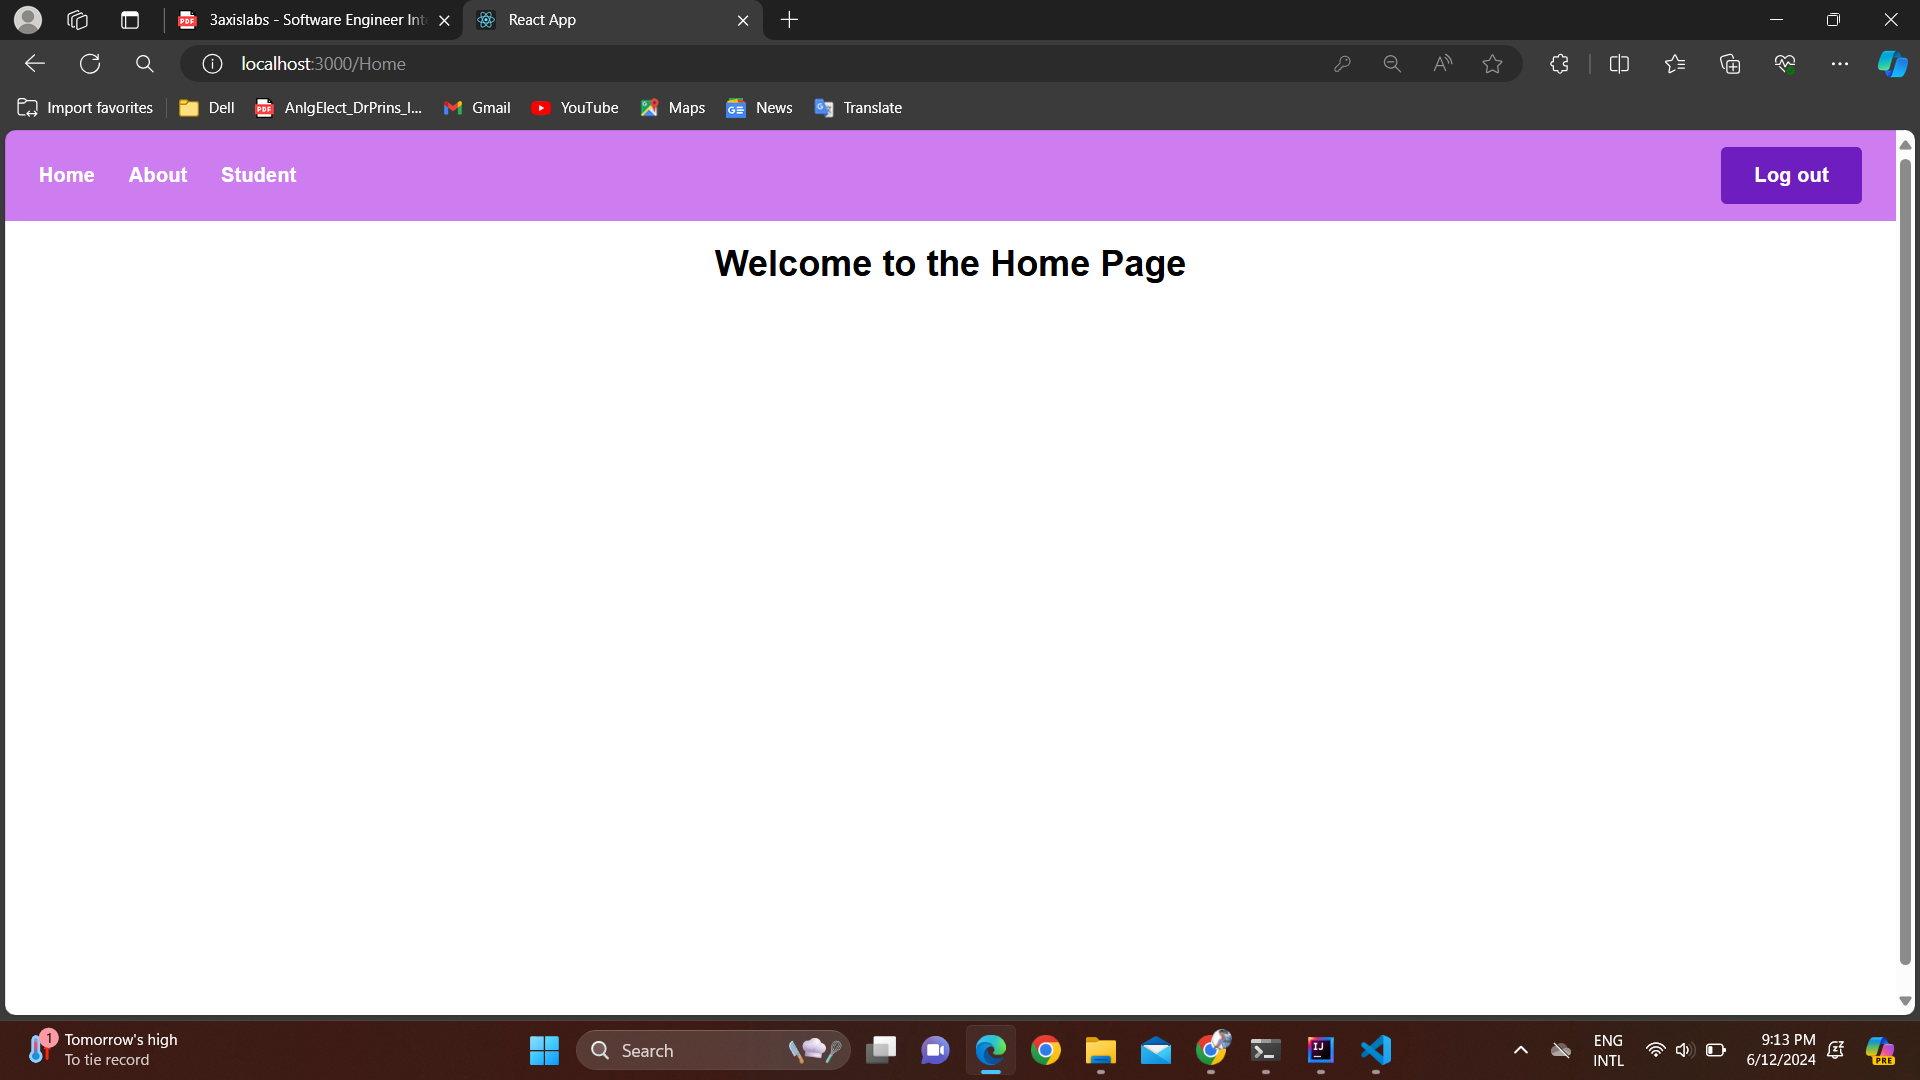 3axislabs - Software Engineer Int
React App
localhost:3000/Home
Import favorites
Dell
AnlgElect_DrPrins_I...
Gmail
YouTube
Maps
News
Translate
Home
About
Student
Log out
Welcome to the Home Page
1
Tomorrow's high
To tie record
Search
ENG
INTL
9:13 PM
6/12/2024
PRE